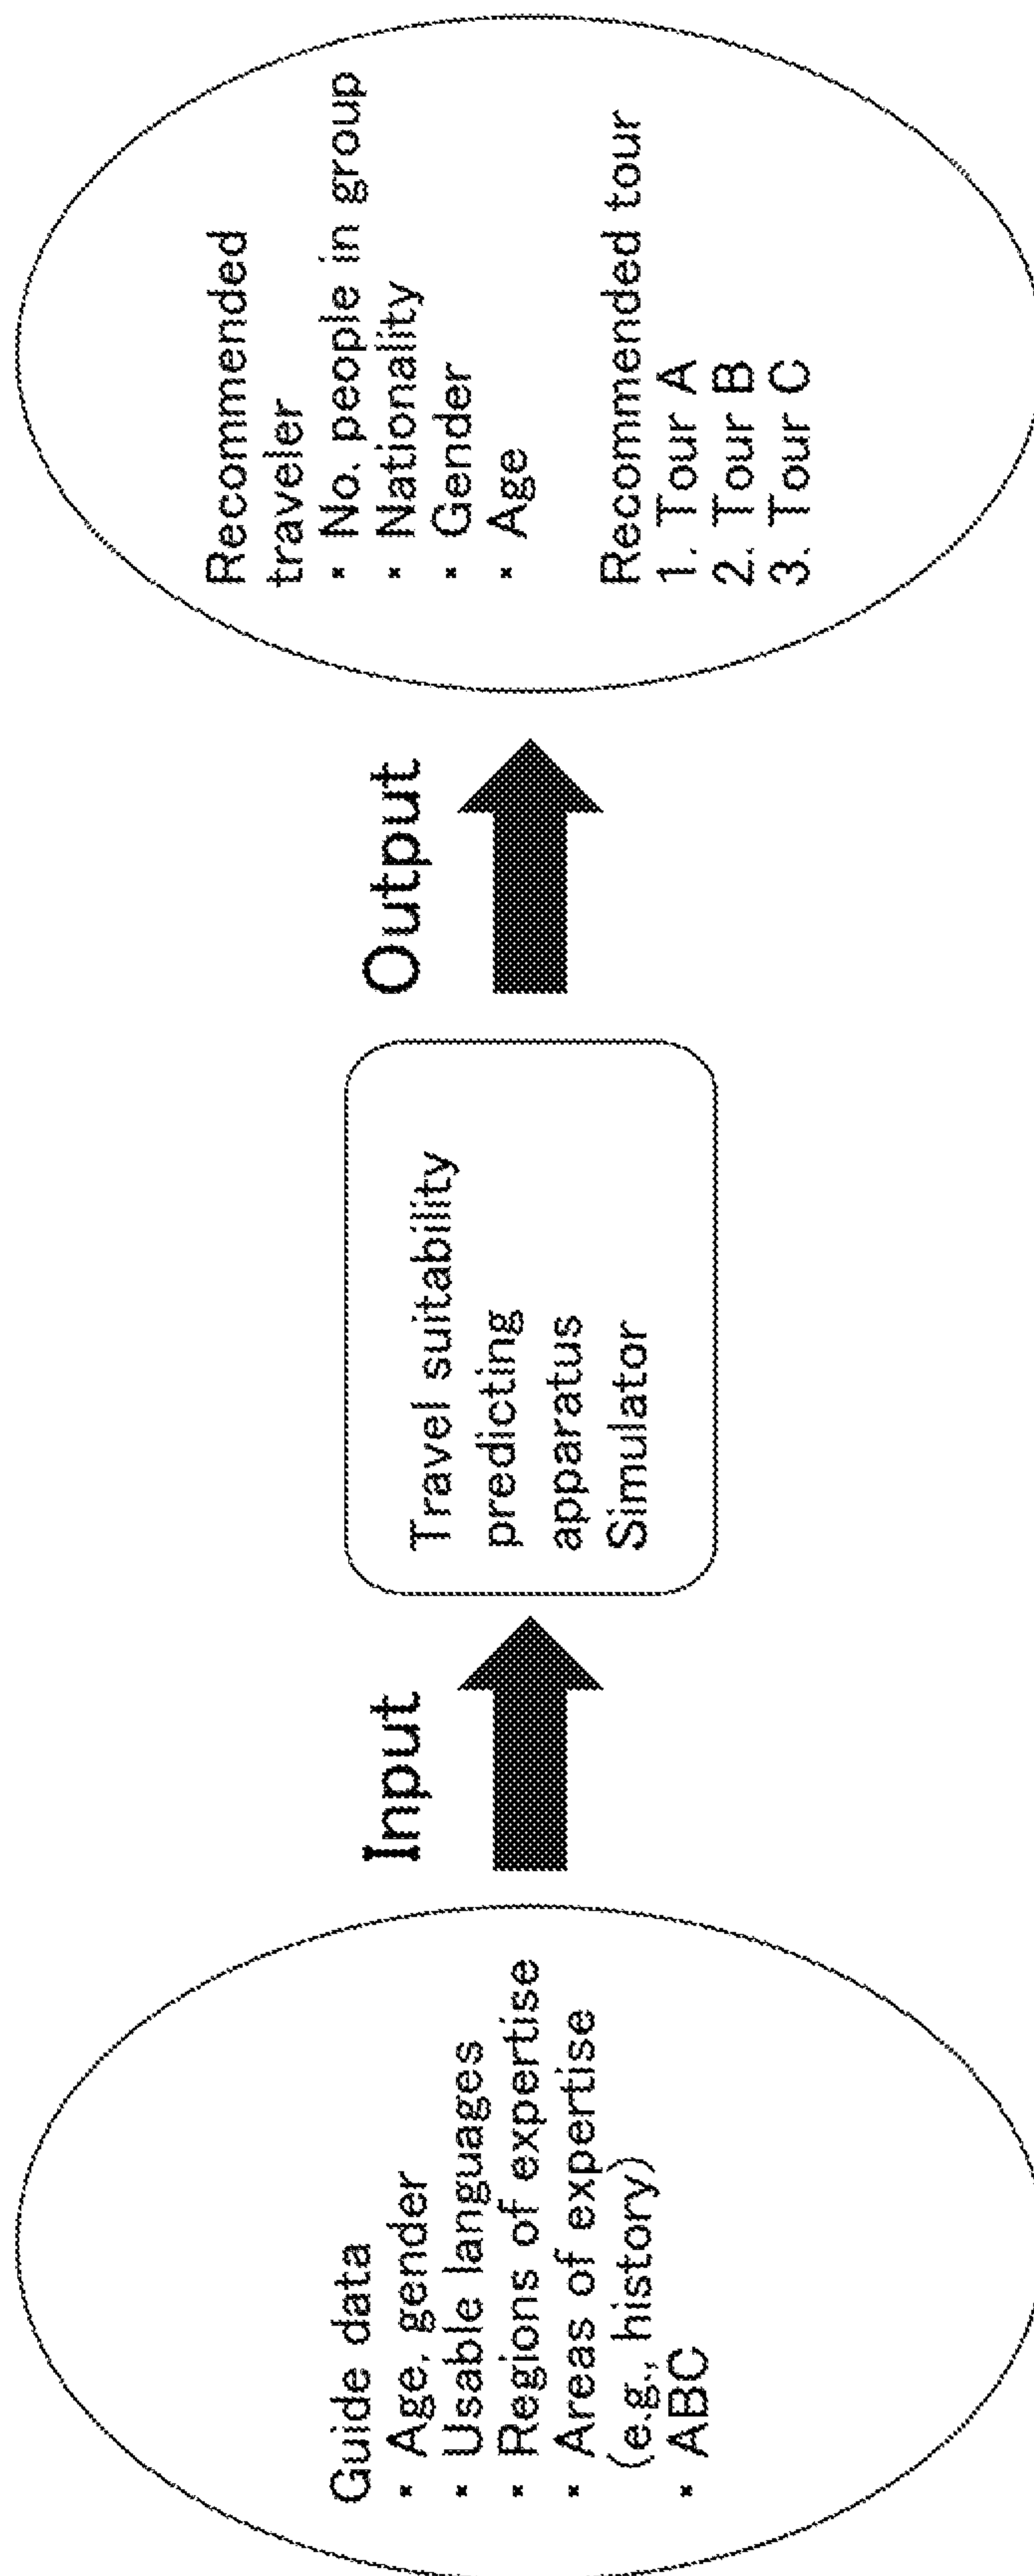 Guide data
・Age, gender
・Usable languages
・Regions of expertise
・Areas of expertise
(e.g., history)
・ABC
Input
Travel suitability
predicting
apparatus
Simulator
Output
Recommended
traveler
・No. people in group
・Nationality
・Gender
・Age
Recommended tour
1. Tour A
2. Tour B
3. Tour C